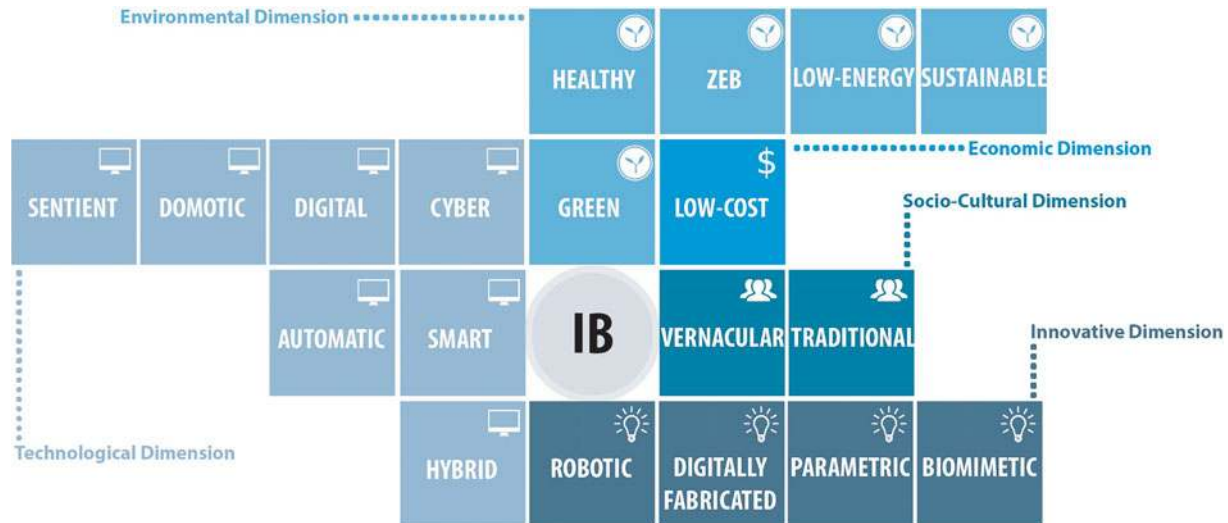 Environmental Dimension
HEALTHY
ZEB
LOW-ENERGY
SUSTAINABLE
SENTIENT
DOMOTIC
DIGITAL
CYBER
GREEN
$
LOW-COST
Economic Dimension
Socio-Cultural Dimension
AUTOMATIC
SMART
IB
VERNACULAR
TRADITIONAL
Innovative Dimension
Technological Dimension
HYBRID
ROBOTIC
DIGITALLY
FABRICATED
PARAMETRIC
BIOMIMETIC